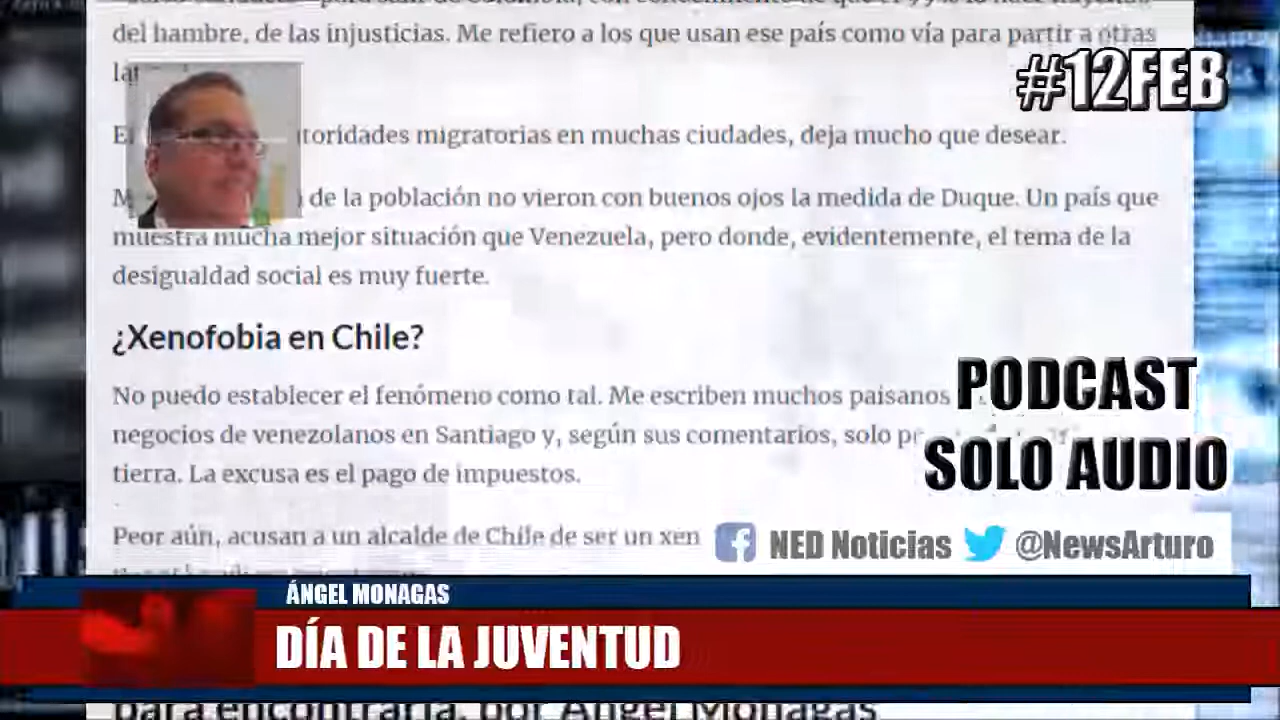 del hambre, de las injusticias. Me refiero a los que usan ese país como vía para partir a otras
#12FEB
toridades migratorias en muchas ciudades, deja mucho que desear.
de la población no vieron con buenos ojos la medida de Duque. Un país que
muestra mucha mejor situación que Venezuela, pero donde, evidentemente, el tema de la
desigualdad social es muy fuerte.
¿Xenofobia en Chile?
No puedo establecer el fenómeno como tal. Me escriben muchos paisanos
negocios de venezolanos en Santiago y, según sus comentarios, solo
tierra. La excusa es el pago de impuestos.
Peor aún, acusan a un alcalde de Chile de ser un xen
PODCAST
SOLO AUDIO
NED Noticias @NewsArturo
ÁNGEL MONAGAS
DÍA DE LA JUVENTUD
para encontrarla, por Ángel Monagas